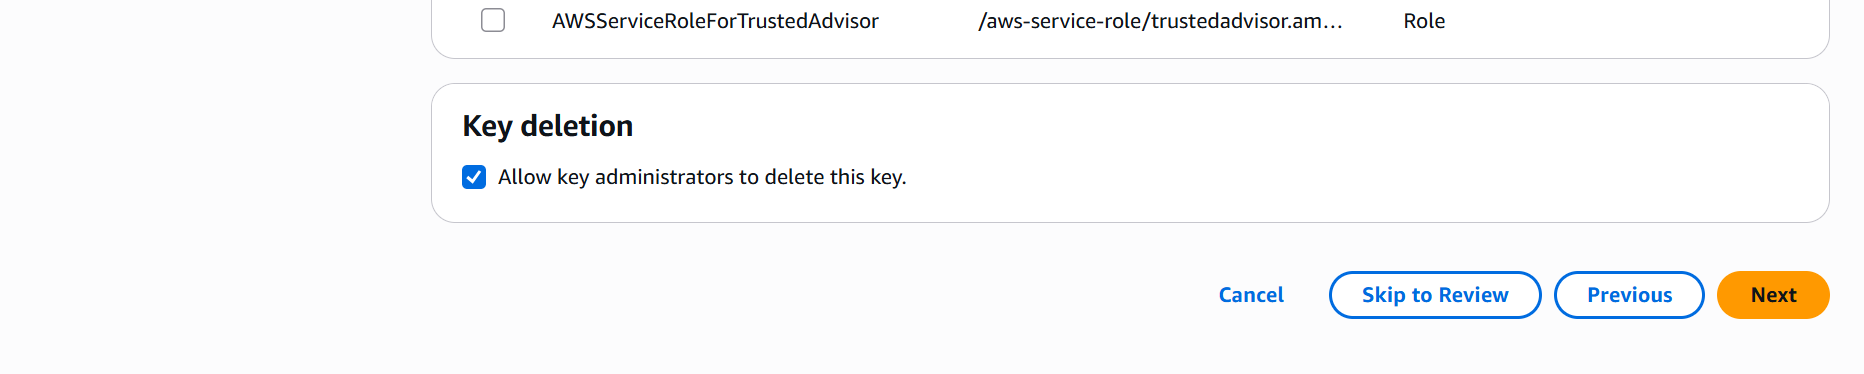 AWSServiceRoleForTrustedAdvisor /aws-service-role/trustedadvisor.am... Role
Key deletion
Allow key administrators to delete this key.
Cancel Skip to Review Previous Next